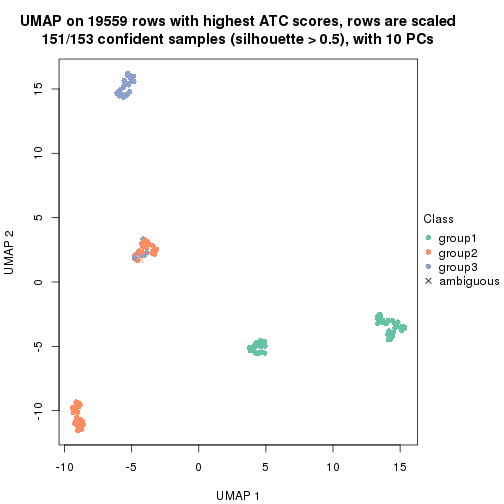 UMAP on 19559 rows with highest ATC scores, rows are scaled
151/153 confident samples (silhouette > 0.5), with 10 PCs
15
10
5
0
-5
-10
UMAP 2
Class
group1
group2
group3
ambiguous
-10 -5 0 5 10 15
UMAP 1